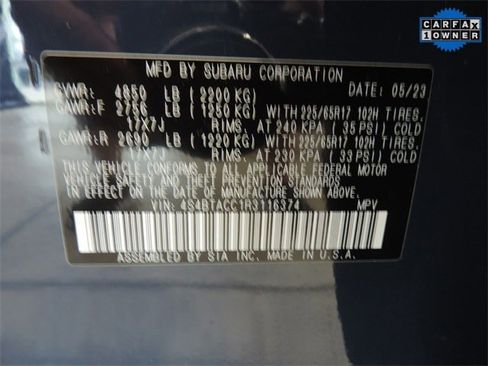 CARFAX
1 OWNER
MFD BY SUBARU CORPORATION
GVWR: 4850 LB (2200 KG) DATE: 05/23
GAWR:F 2756 LB (1250 KG) WITH 225/65R17 102H TIRES.
17X7J RIMS. AT 240 KPA ( 35 PSI) COLD
GAWR:R 2690 LB (1220 KG) WITH 225/65R17 102H TIRES.
17X7J RIMS. AT 230 KPA ( 33 PSI) COLD
THIS VEHICLE CONFORMS TO ALL APPLICABLE FEDERAL MOTOR
VEHICLE SAFETY AND BUMPER STANDARDS
IN EFFECT ON THE DATE OF MANUFACTURE SHOWN ABOVE.
VIN: 4S4BTACC1R3116374 MPV
ASSEMBLED BY SIA INC. MADE IN U.S.A.